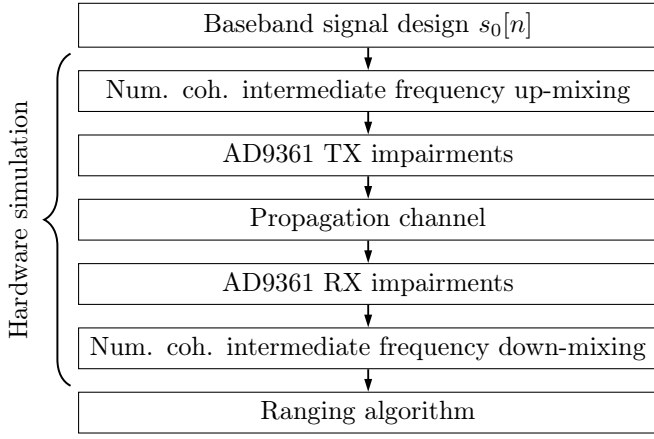 Baseband signal design s₀[n]
Num. coh. intermediate frequency up-mixing
AD9361 TX impairments
Propagation channel
AD9361 RX impairments
Num. coh. intermediate frequency down-mixing
Ranging algorithm
Hardware simulation